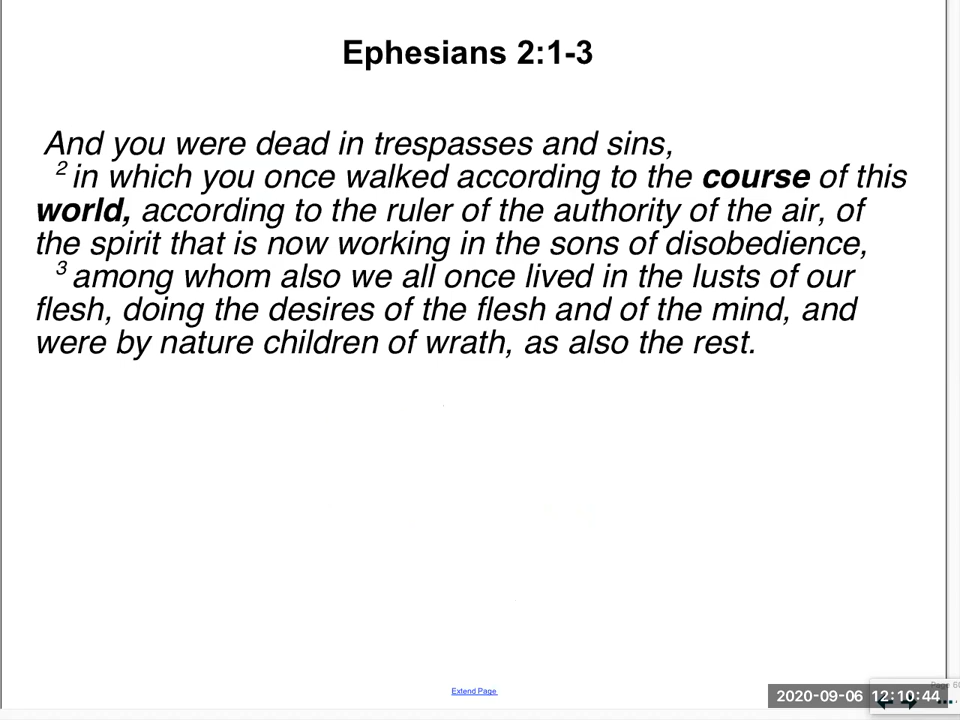 Ephesians 2:1-3
And you were dead in trespasses and sins,
2 in which you once walked according to the course of this
world, according to the ruler of the authority of the air, of
the spirit that is now working in the sons of disobedience,
3 among whom also we all once lived in the lusts of our
flesh, doing the desires of the flesh and of the mind, and
were by nature children of wrath, as also the rest.
Extend Page
2020-09-06 12:10:44